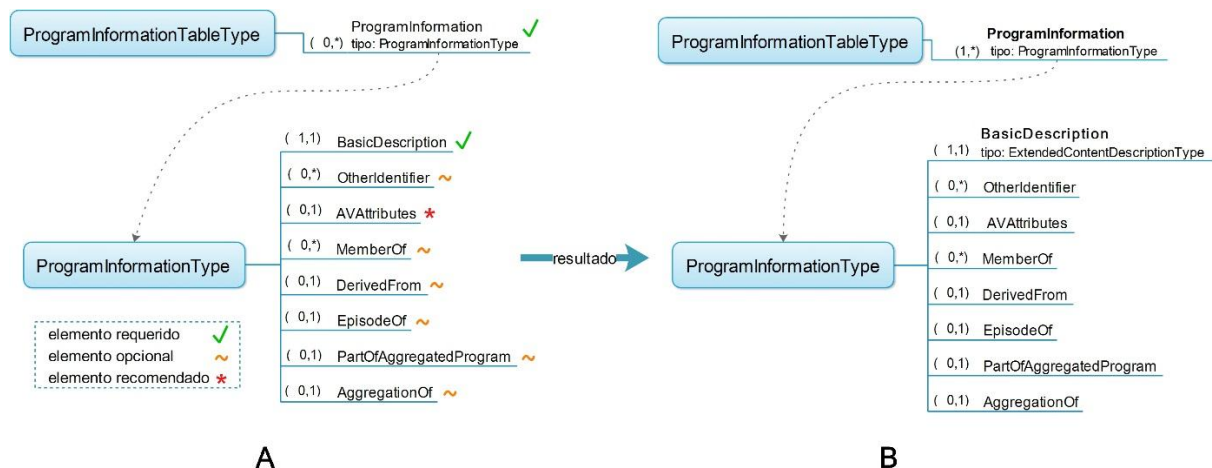 ProgramInformationTableType
ProgramInformation ✓
( 0,*) tipo: ProgramInformationType
( 1,1) BasicDescription ✓
( 0,*) OtherIdentifier ~
( 0,1) AVAttributes *
( 0,*) MemberOf ~
ProgramInformationType
( 0,1) DerivedFrom ~
( 0,1) EpisodeOf ~
( 0,1) PartOfAggregatedProgram ~
( 0,1) AggregationOf ~
elemento requerido ✓
elemento opcional ~
elemento recomendado *
A
resultado
ProgramInformationTableType
ProgramInformation
(1,*) tipo: ProgramInformationType
BasicDescription
( 1,1) tipo: ExtendedContentDescriptionType
( 0,*) OtherIdentifier
( 0,1) AVAttributes
( 0,*) MemberOf
ProgramInformationType
( 0,1) DerivedFrom
( 0,1) EpisodeOf
( 0,1) PartOfAggregatedProgram
( 0,1) AggregationOf
B